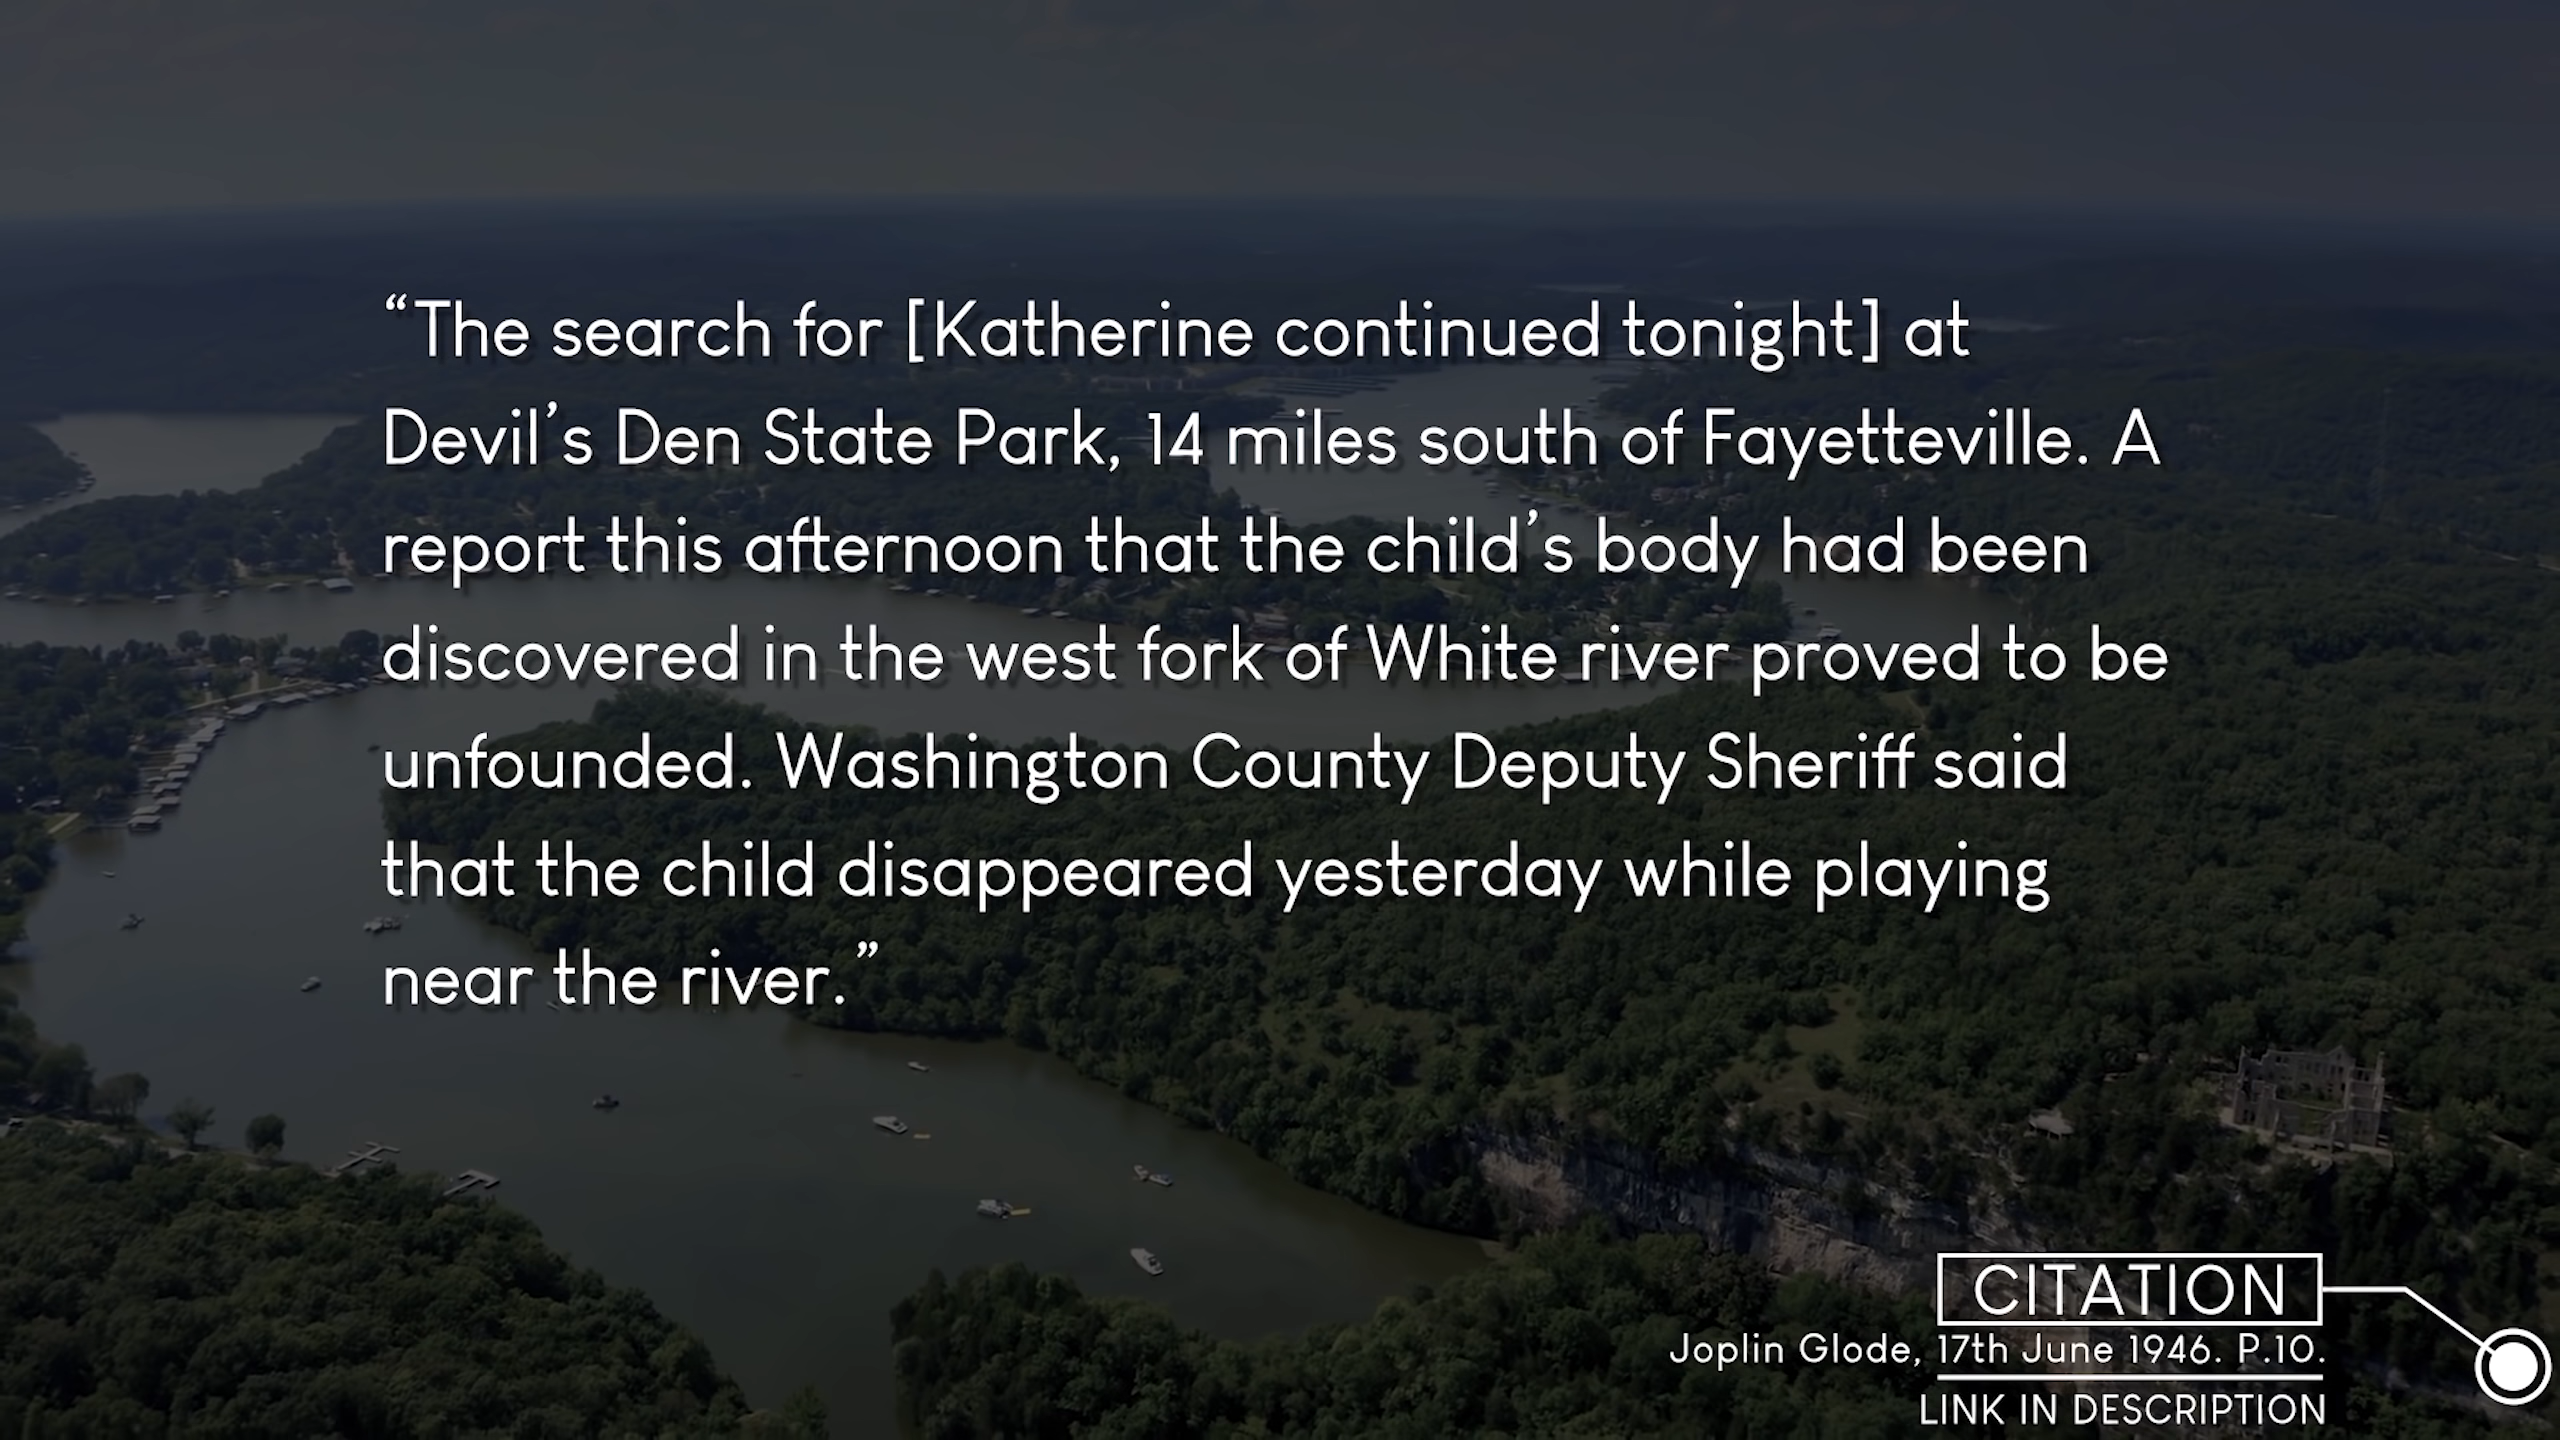 “The search for [Katherine continued tonight] at
Devil’s Den State Park, 14 miles south of Fayetteville. A
report this afternoon that the child’s body had been
discovered in the west fork of White river proved to be
unfounded. Washington County Deputy Sheriff said
that the child disappeared yesterday while playing
near the river.”
CITATION
Joplin Glode, 17th June 1946. P.10.
LINK IN DESCRIPTION